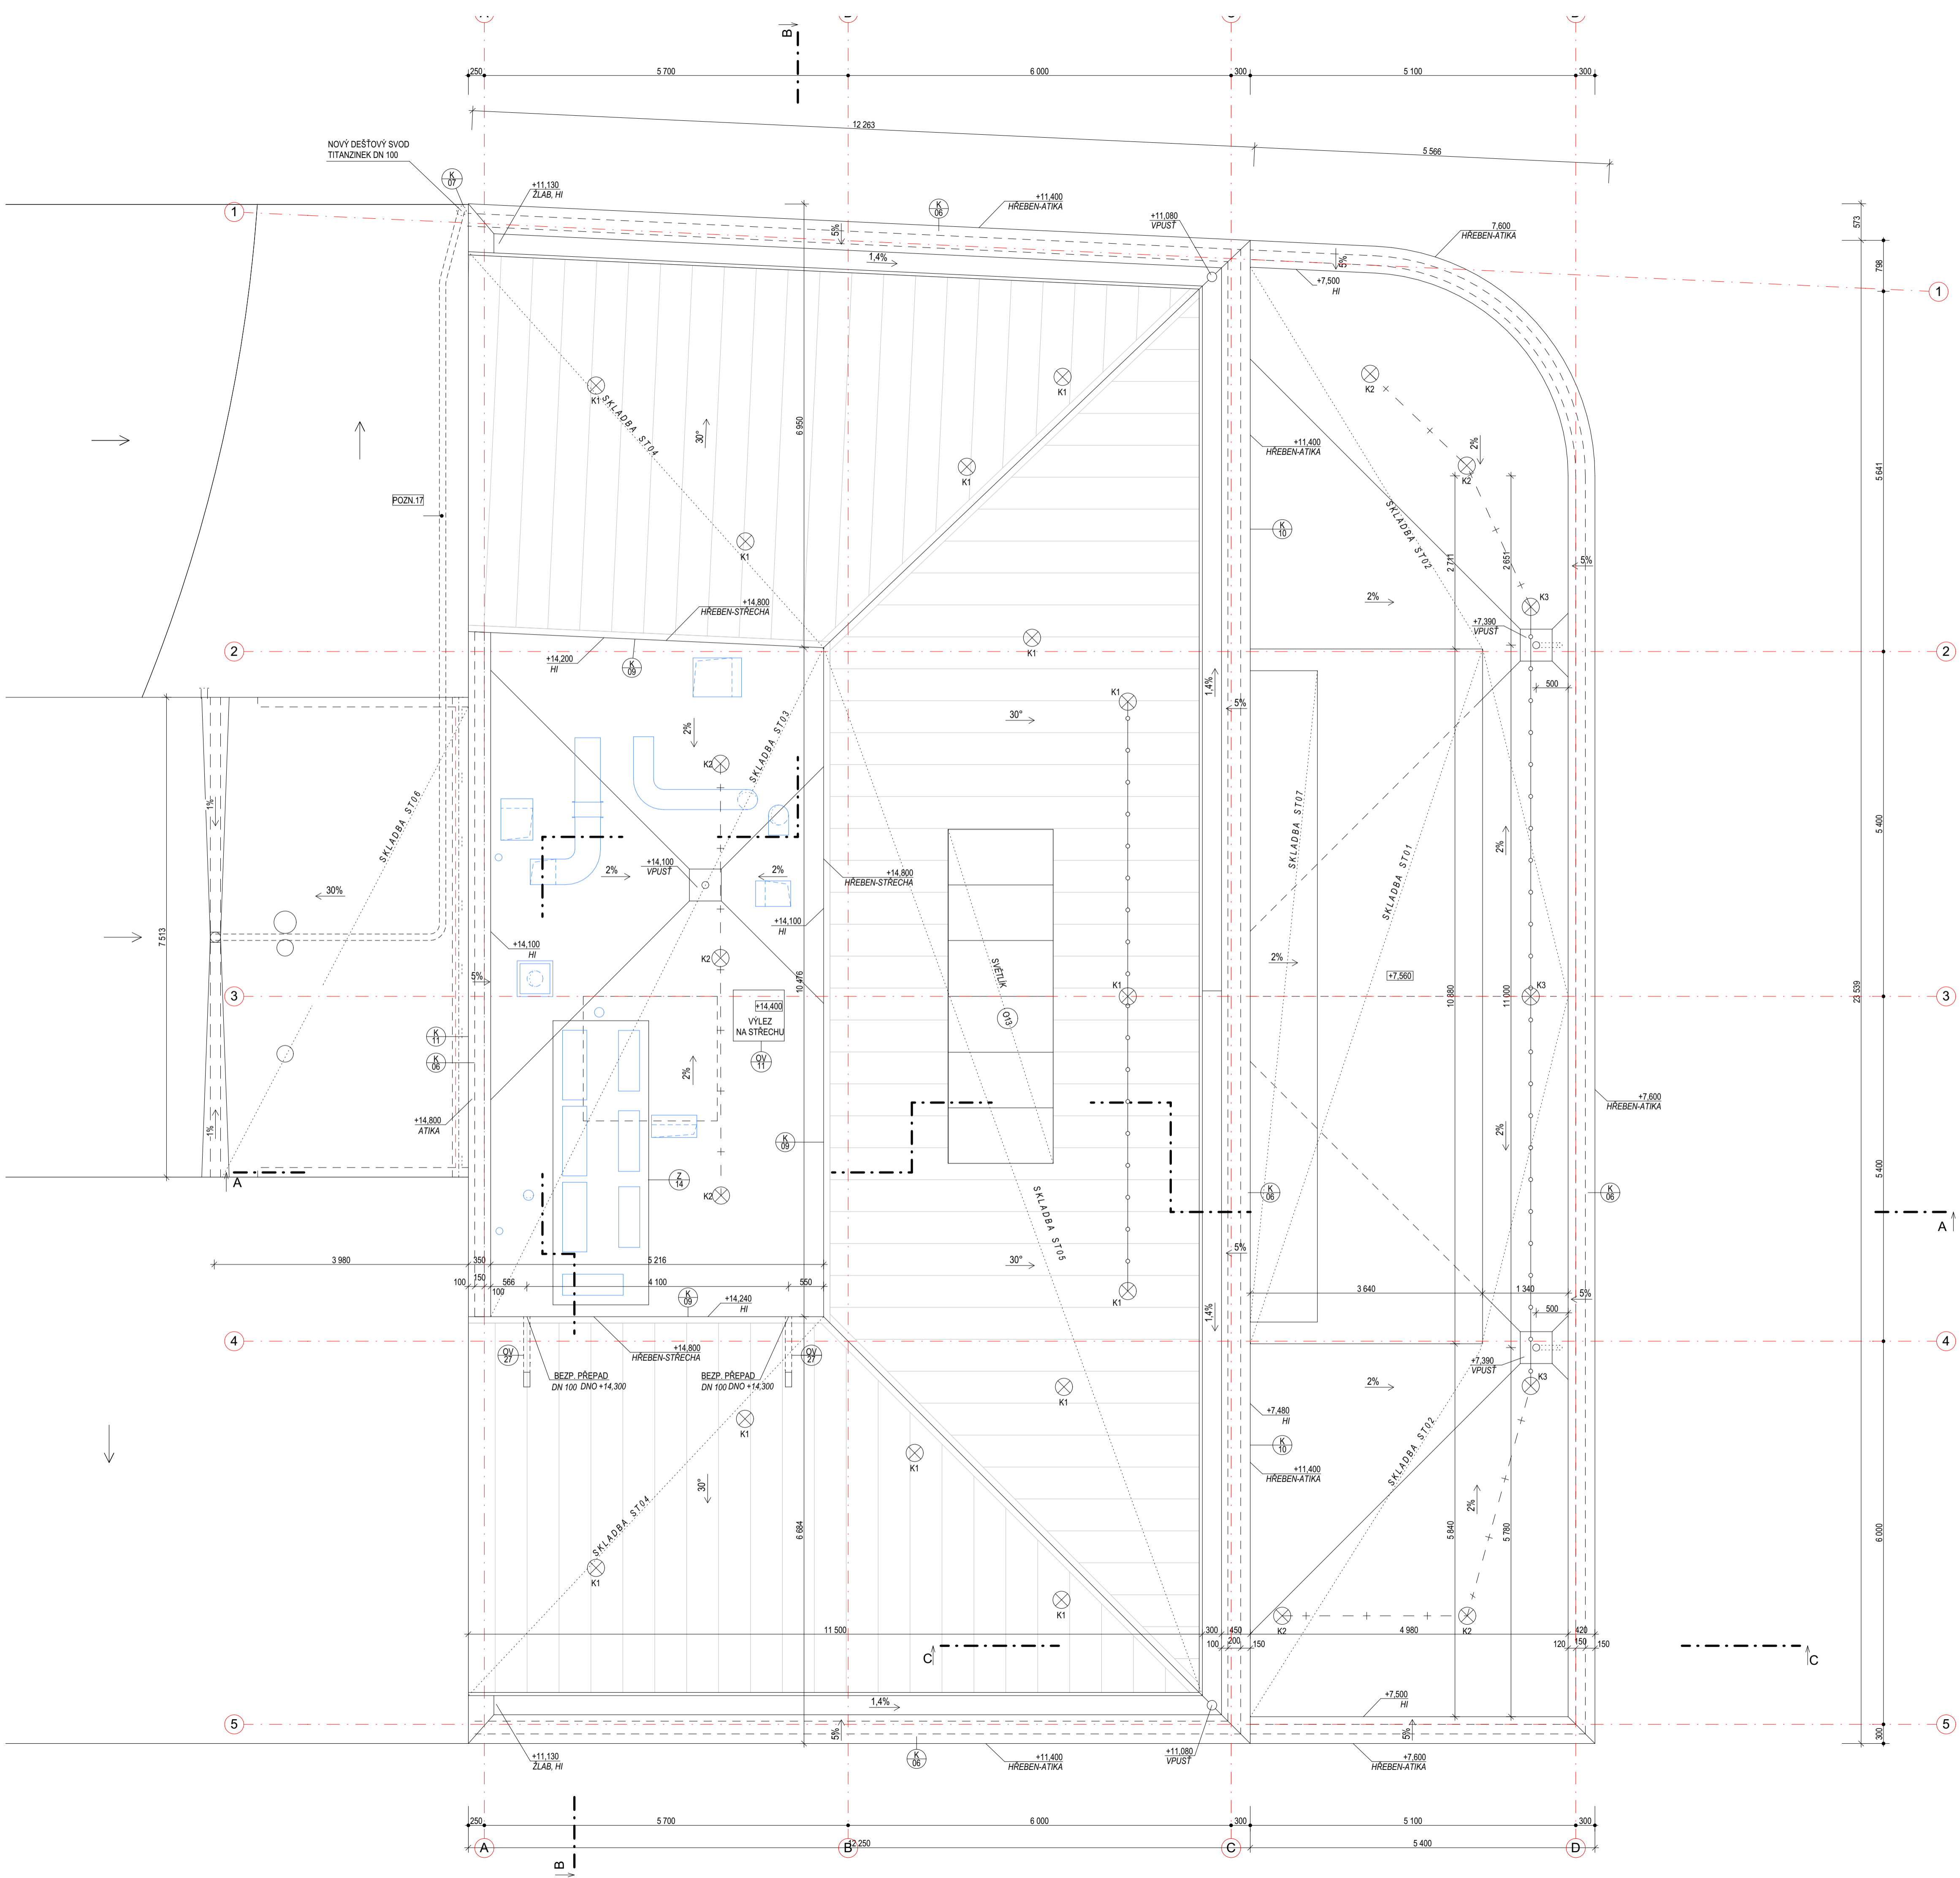 B
250
5 700
6 000
300
5 100
300
12 263
5 566
NOVÝ DEŠŤOVÝ SVOD
TITANZINEK DN 100
K
07
+11,130
ŽLAB, HI
K
06
+11,400
HŘEBEN-ATIKA
+11,080
VPUSŤ
7,600
HŘEBEN-ATIKA
573
798
1
5%
1,4%
5%
+7,500
HI
1
K1
SKLADBA ST04
30°
6 950
K1
K1
K2
2%
K2
+11,400
HŘEBEN-ATIKA
5 641
POZN.17
K1
K
10
SKLADBA ST02
2 711
2 651
5%
+14,800
HŘEBEN-STŘECHA
2%
K3
+7,390
VPUSŤ
2
+14,200
HI
K
09
K1
2
1,4%
500
K1
30°
5%
2%
SKLADBA ST03
K2
SKLADBA ST06
1%
SKLADBA ST07
SKLADBA ST01
2%
5 400
30%
2%
+14,100
VPUSŤ
2%
+14,800
HŘEBEN-STŘECHA
+14,100
HI
7 513
+14,100
HI
5%
K2
10 476
SVĚTLÍK
O13
2%
+7,560
10 880
11 000
23 539
3
K1
K3
3
+14,400
VÝLEZ
NA STŘECHU
OV
11
K
11
K
06
2%
+14,800
ATIKA
1%
K
09
2%
+7,600
HŘEBEN-ATIKA
A
Z
14
K2
SKLADBA ST05
K
06
K
06
5 400
A
3 980
350
5 216
30°
5%
100
150
100
566
4 100
550
K1
3 640
1 340
5%
500
+14,240
HI
K
09
1,4%
4
+14,800
HŘEBEN-STŘECHA
4
OV
27
OV
27
BEZP. PŘEPAD
DN 100 DNO +14,300
BEZP. PŘEPAD
DN 100 DNO +14,300
K1
2%
+7,390
VPUSŤ
K3
+7,480
HI
K1
K1
K
10
SKLADBA ST02
+11,400
HŘEBEN-ATIKA
30°
2%
SKLADBA ST04
6 684
5 840
5 780
6 000
K1
K1
K2
K2
11 500
300
450
4 980
420
100
200
150
120
150
150
C
C
1,4%
+7,500
HI
5
5%
5%
5
300
+11,130
ŽLAB, HI
K
06
+11,400
HŘEBEN-ATIKA
+11,080
VPUSŤ
+7,600
HŘEBEN-ATIKA
250
5 700
6 000
300
5 100
300
A
B
12 250
C
5 400
D
B